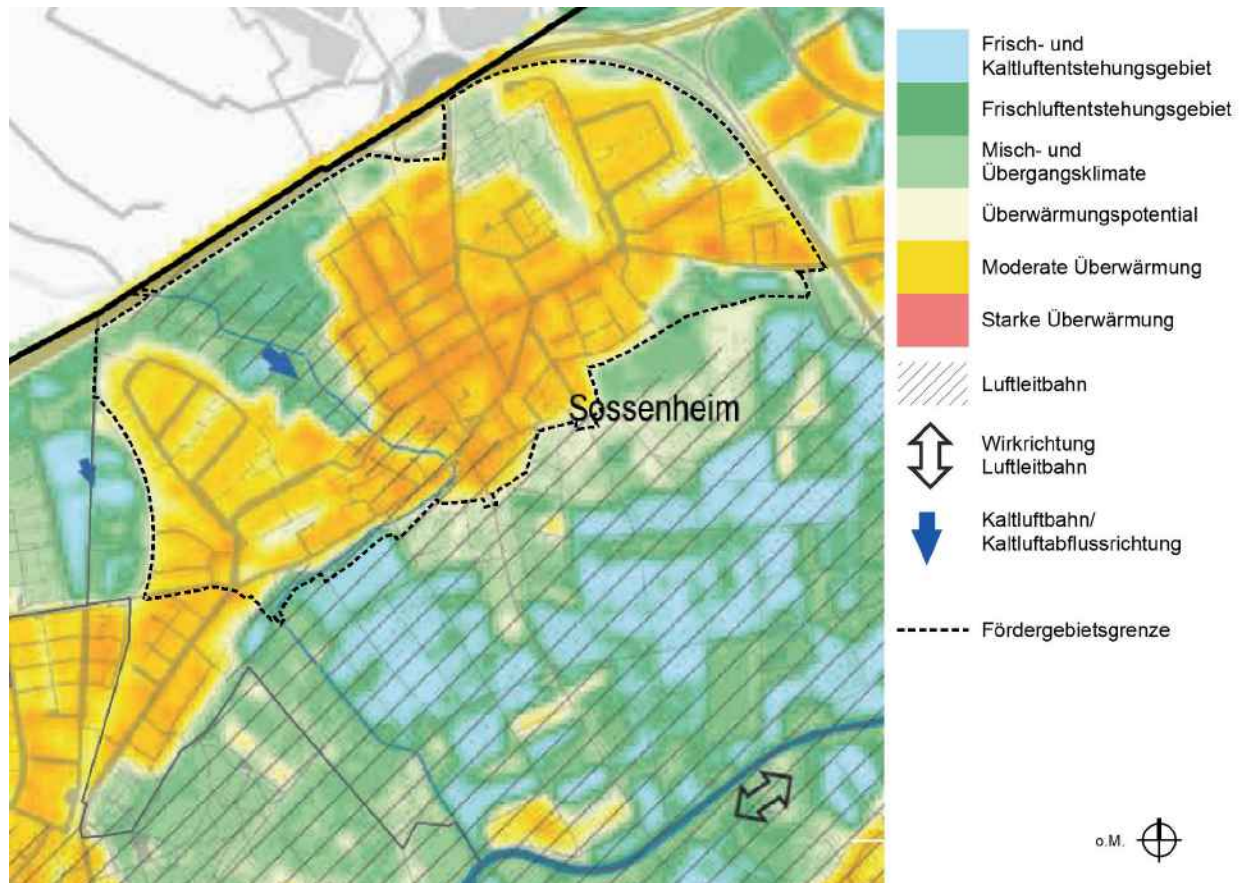 Sossenheim
Frisch- und
Kaltluftentstehungsgebiet
Frischluftentstehungsgebiet
Misch- und
Übergangsklimate
Überwärmungspotential
Moderate Überwärmung
Starke Überwärmung
Luftleitbahn
Wirkrichtung
Luftleitbahn
Kaltluftbahn/
Kaltluftabflussrichtung
Fördergebietsgrenze
o.M.